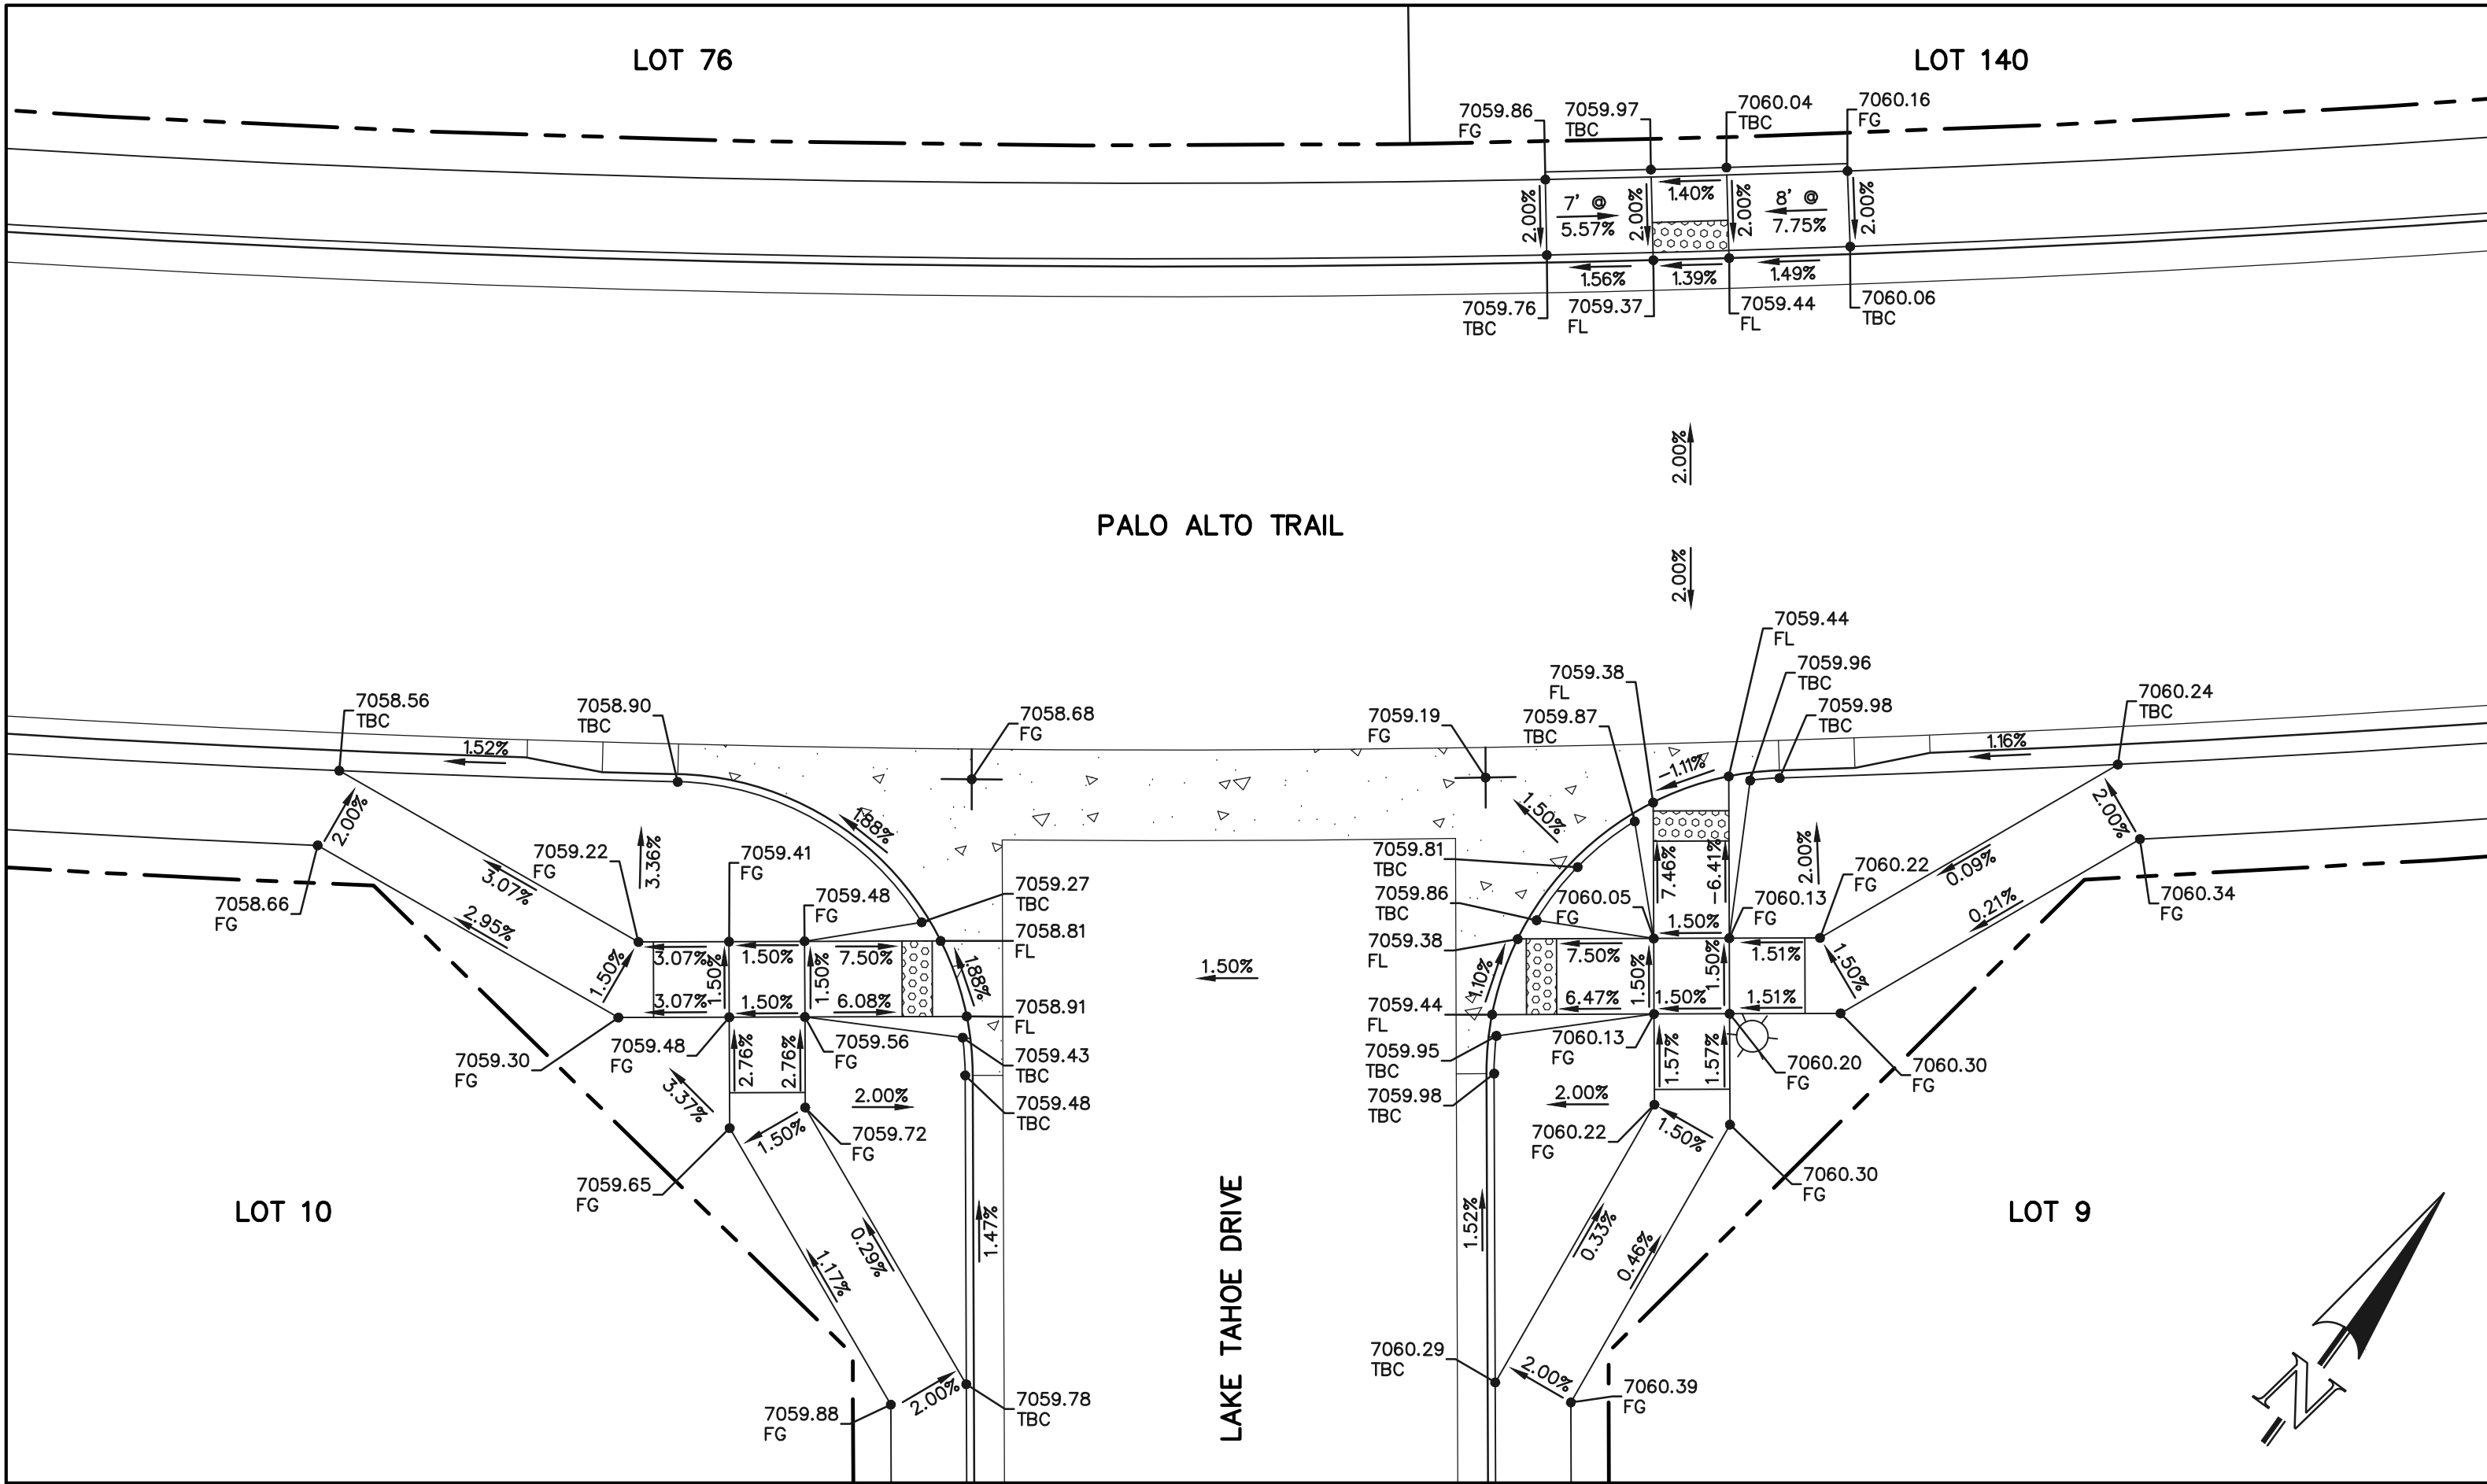 LOT 76
LOT 140
7059.86
FG
7059.97
TBC
7060.04
TBC
7060.16
FG
2.00%
7' @
5.57%
2.00%
1.40%
2.00%
8' @
7.75%
2.00%
1.56%
1.39%
1.49%
7059.76
TBC
7059.37
FL
7059.44
FL
7060.06
TBC
2.00%
PALO ALTO TRAIL
2.00%
7058.56
TBC
7058.90
TBC
7058.68
FG
7059.19
FG
7059.38
FL
7059.87
TBC
7059.44
FL
7059.96
TBC
7059.98
TBC
7060.24
TBC
1.52%
1.16%
-1.11%
1.50%
1.88%
2.00%
2.00%
7059.22
FG
3.36%
7059.41
FG
7059.48
FG
7059.27
TBC
7058.81
FL
7059.81
TBC
7059.86
TBC
7060.05
FG
7.46%
-6.41%
2.00%
7060.13
FG
7060.22
FG
0.09%
0.21%
7060.34
FG
7058.66
FG
3.07%
2.95%
1.50%
3.07%
1.50%
1.50%
1.50%
7.50%
3.07%
1.50%
6.08%
1.88%
7058.91
FL
1.50%
7059.38
FL
7059.44
FL
1.10%
7.50%
6.47%
1.50%
1.50%
1.50%
1.50%
1.51%
1.51%
1.50%
7059.30
FG
7059.48
FG
2.76%
2.76%
7059.56
FG
7059.43
TBC
7059.48
TBC
7059.95
TBC
7059.98
TBC
7060.13
FG
1.57%
1.57%
7060.20
FG
7060.30
FG
3.37%
2.00%
1.50%
7059.72
FG
2.00%
7060.22
FG
1.50%
7059.65
FG
7060.30
FG
LOT 10
LOT 9
1.17%
0.29%
1.47%
LAKE TAHOE DRIVE
1.52%
0.33%
0.46%
7059.88
FG
2.00%
7059.78
TBC
7060.29
TBC
2.00%
7060.39
FG
N